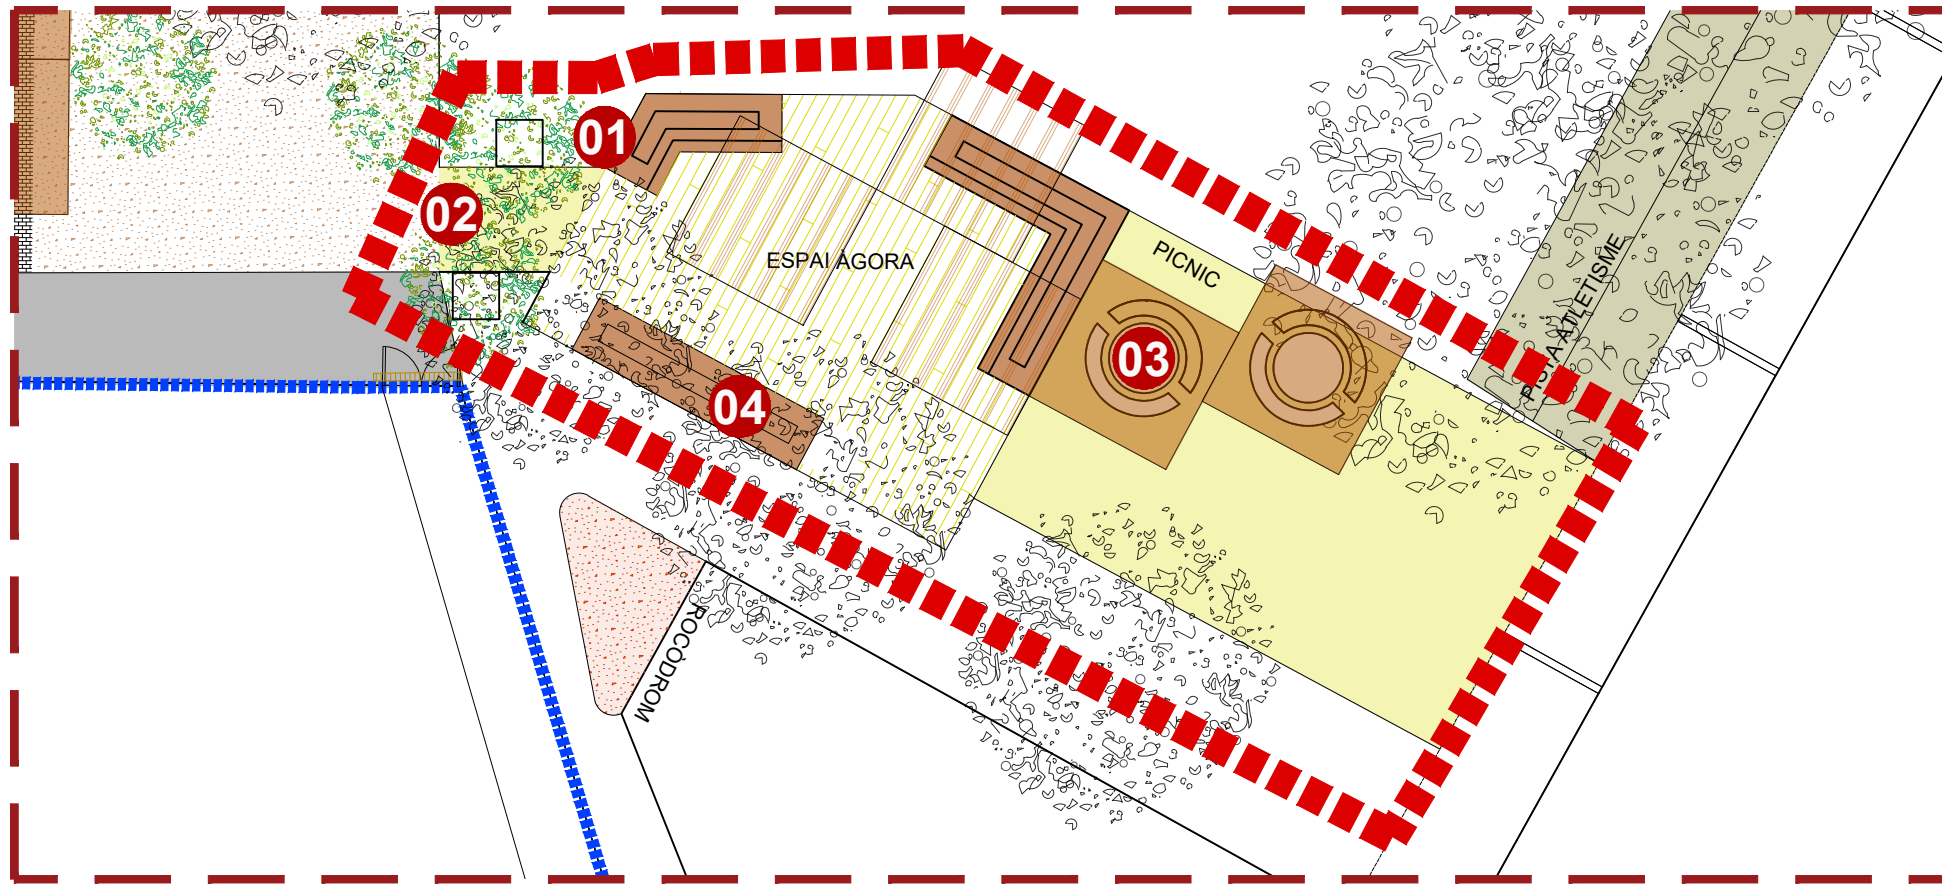 01
02
ESPAI ÀGORA
PICNIC
PISTA ATLETISME
03
04
ROCÒDROM